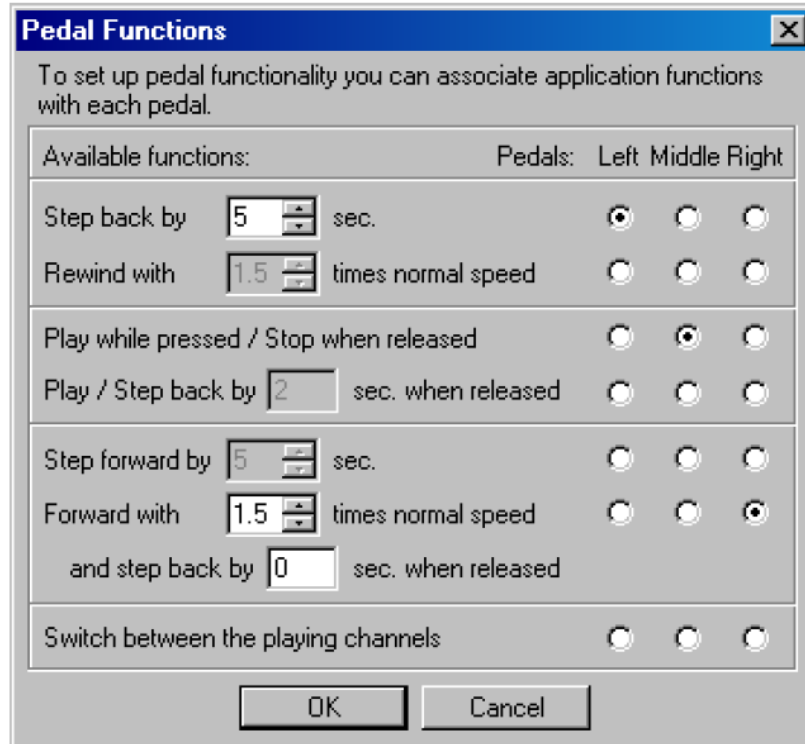 Pedal Functions
To set up pedal functionality you can associate application functions
with each pedal.
Available functions: Pedals: Left Middle Right
Step back by 5 sec.
Rewind with 1.5 times normal speed
Play while pressed / Stop when released
Play / Step back by 2 sec. when released
Step forward by 5 sec.
Forward with 1.5 times normal speed
and step back by 0 sec. when released
Switch between the playing channels
OK Cancel